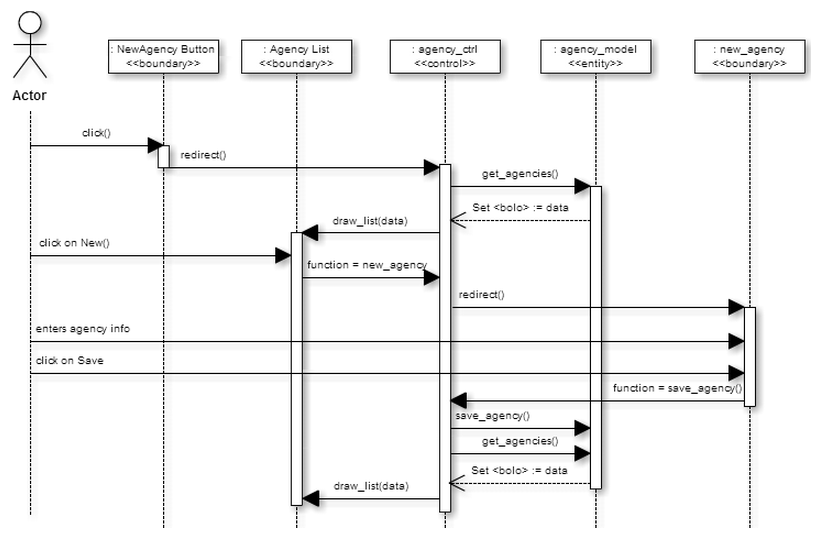 : NewAgency Button
<<boundary>>
: Agency List
<<boundary>>
: agency_ctrl
<<control>>
: agency_model
<<entity>>
: new_agency
<<boundary>>
Actor
click()
redirect()
get_agencies()
Set <bolo> := data
draw_list(data)
click on New()
function = new_agency
redirect()
enters agency info
click on Save
function = save_agency()
save_agency()
get_agencies()
Set <bolo> := data
draw_list(data)